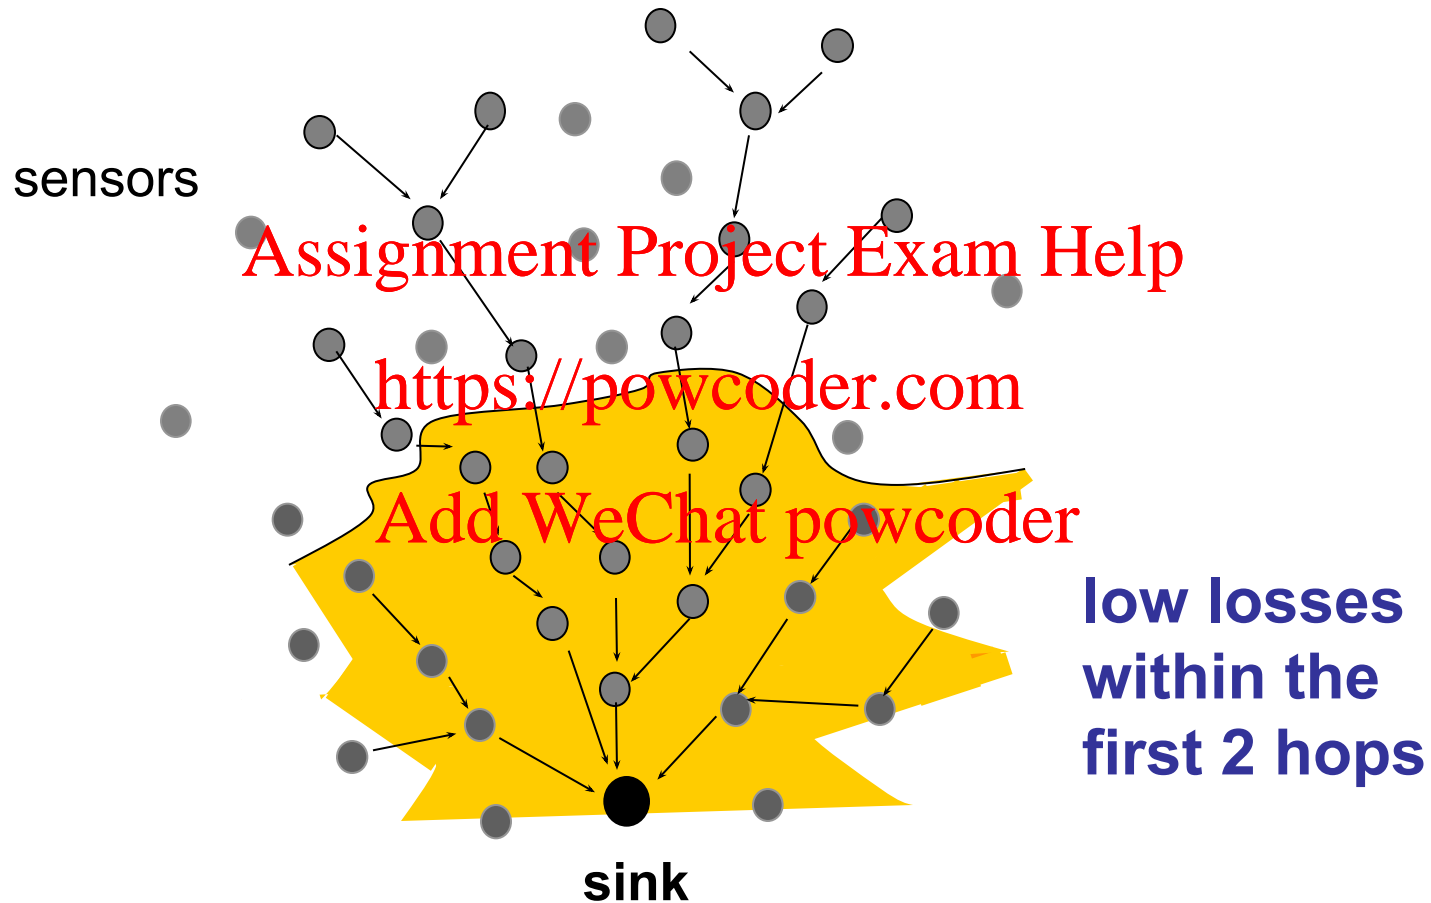 sensors
Assignment Project Exam Help
https://powcoder.com
Add WeChat powcoder
low losses
within the
first 2 hops
sink